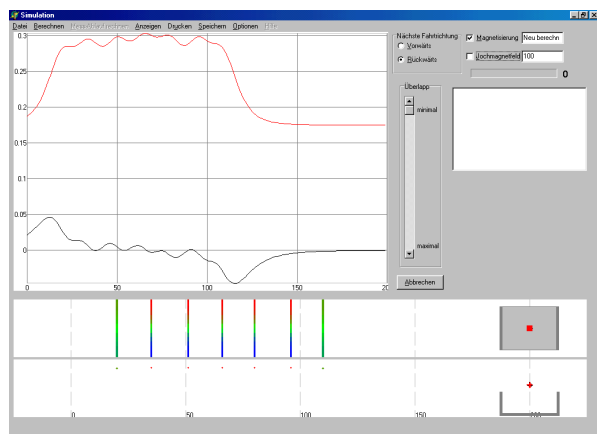 Simulation
Datei Berechnen Anzeigen Drucken Speichern Optionen Hilfe
Nächste Fahrtrichtung
Vorwärts
Rückwärts
Magnetisierung Neu berechn
Jochmagnetfeld 100
0
Überlapp
minimal
maximal
Abbrechen
0.3
0.25
0.2
0.15
0.1
0.05
0
0 50 100 150 20
0 50 100 150 200